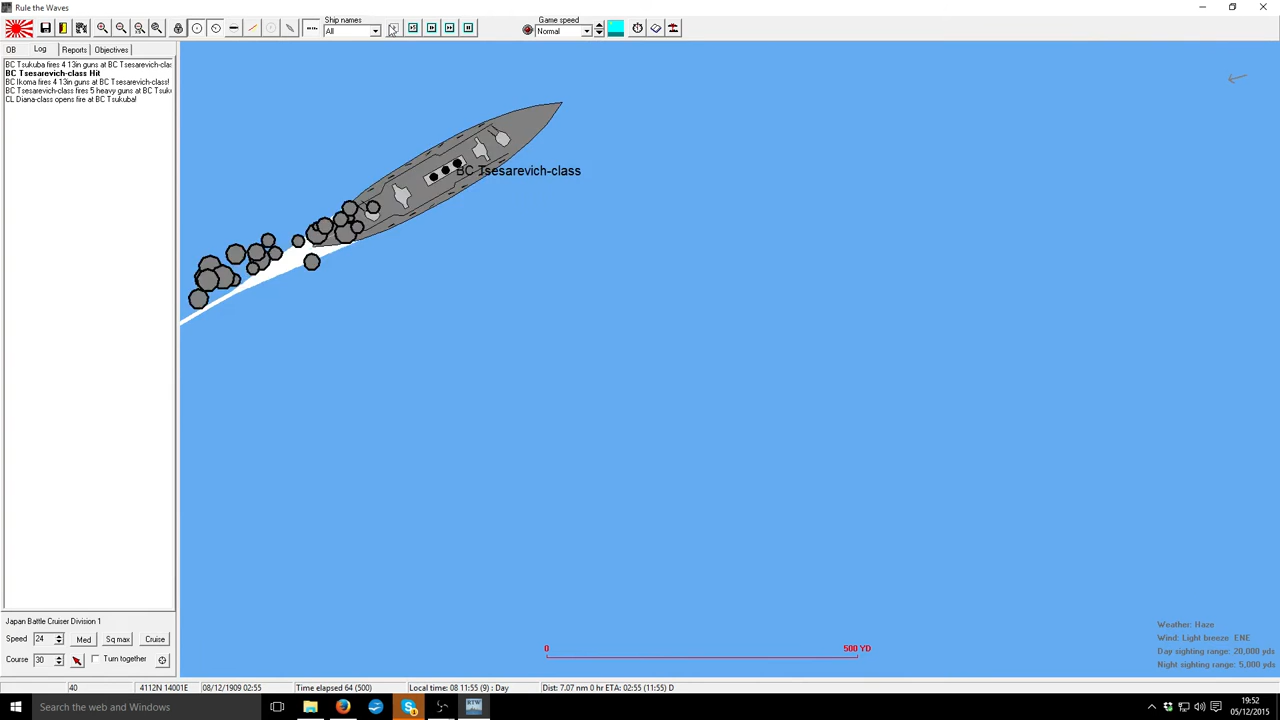 Rule the Waves
Ship names
All
Game speed
Normal
OB Log Reports Objectives
BC Tsukuba fires 4 13in guns at BC Tsesarevich-clas
BC Tsesarevich-class Hit
BC Ikoma fires 4 13in guns at BC Tsesarevich-class!
BC Tsesarevich-class fires 5 heavy guns at BC Tsuk
CL Diana-class opens fire at BC Tsukuba!
BC Tsesarevich-class
Japan Battle Cruiser Division 1
Speed 24 Med Sq max Cruise
Course 30 Turn together
0 500 YD
Weather: Haze
Wind: Light breeze ENE
Day sighting range: 20,000 yds
Night sighting range: 5,000 yds
40 4112N 14001E 08/12/1909 02:55 Time elapsed 64 (500) Local time: 08 11:55 (9) : Day Dist: 7.07 nm 0 hr ETA: 02:55 (11:55) D
Search the web and Windows
RTW
19:52
05/12/2015